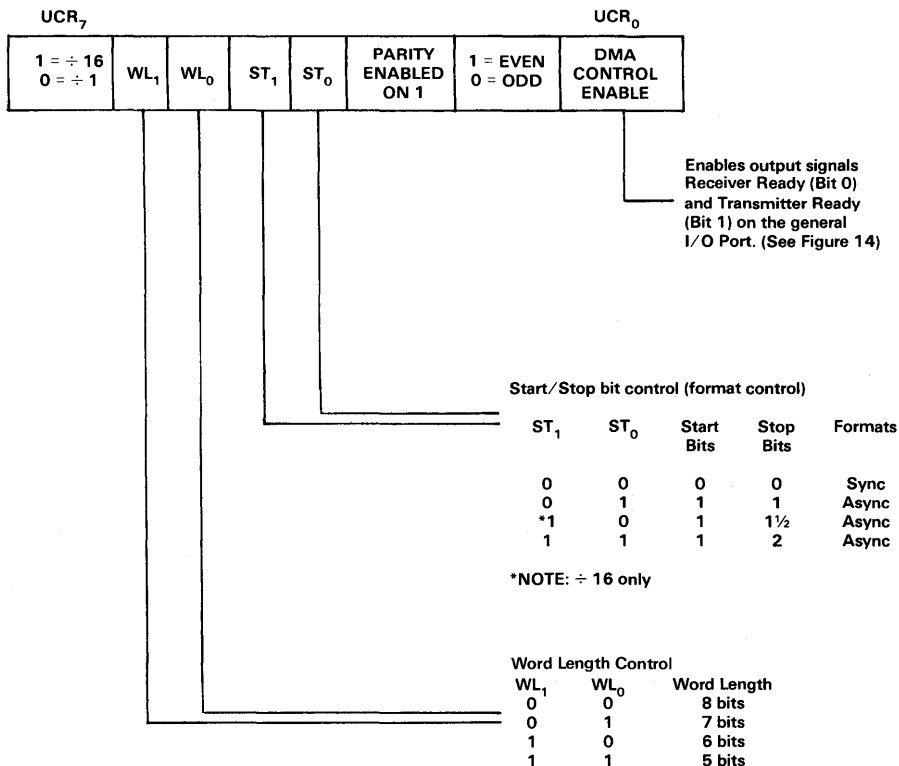 UCR7 UCR0
1 = ÷ 16
0 = ÷ 1
WL1
WL0
ST1
ST0
PARITY
ENABLED
ON 1
1 = EVEN
0 = ODD
DMA
CONTROL
ENABLE
Enables output signals
Receiver Ready (Bit 0)
and Transmitter Ready
(Bit 1) on the general
I/O Port. (See Figure 14)
Start/Stop bit control (format control)
ST1 ST0 Start Stop Formats
Bits Bits
0 0 0 0 Sync
0 1 1 1 Async
*1 0 1 1½ Async
1 1 1 2 Async
*NOTE: ÷ 16 only
Word Length Control
WL1 WL0 Word Length
0 0 8 bits
0 1 7 bits
1 0 6 bits
1 1 5 bits